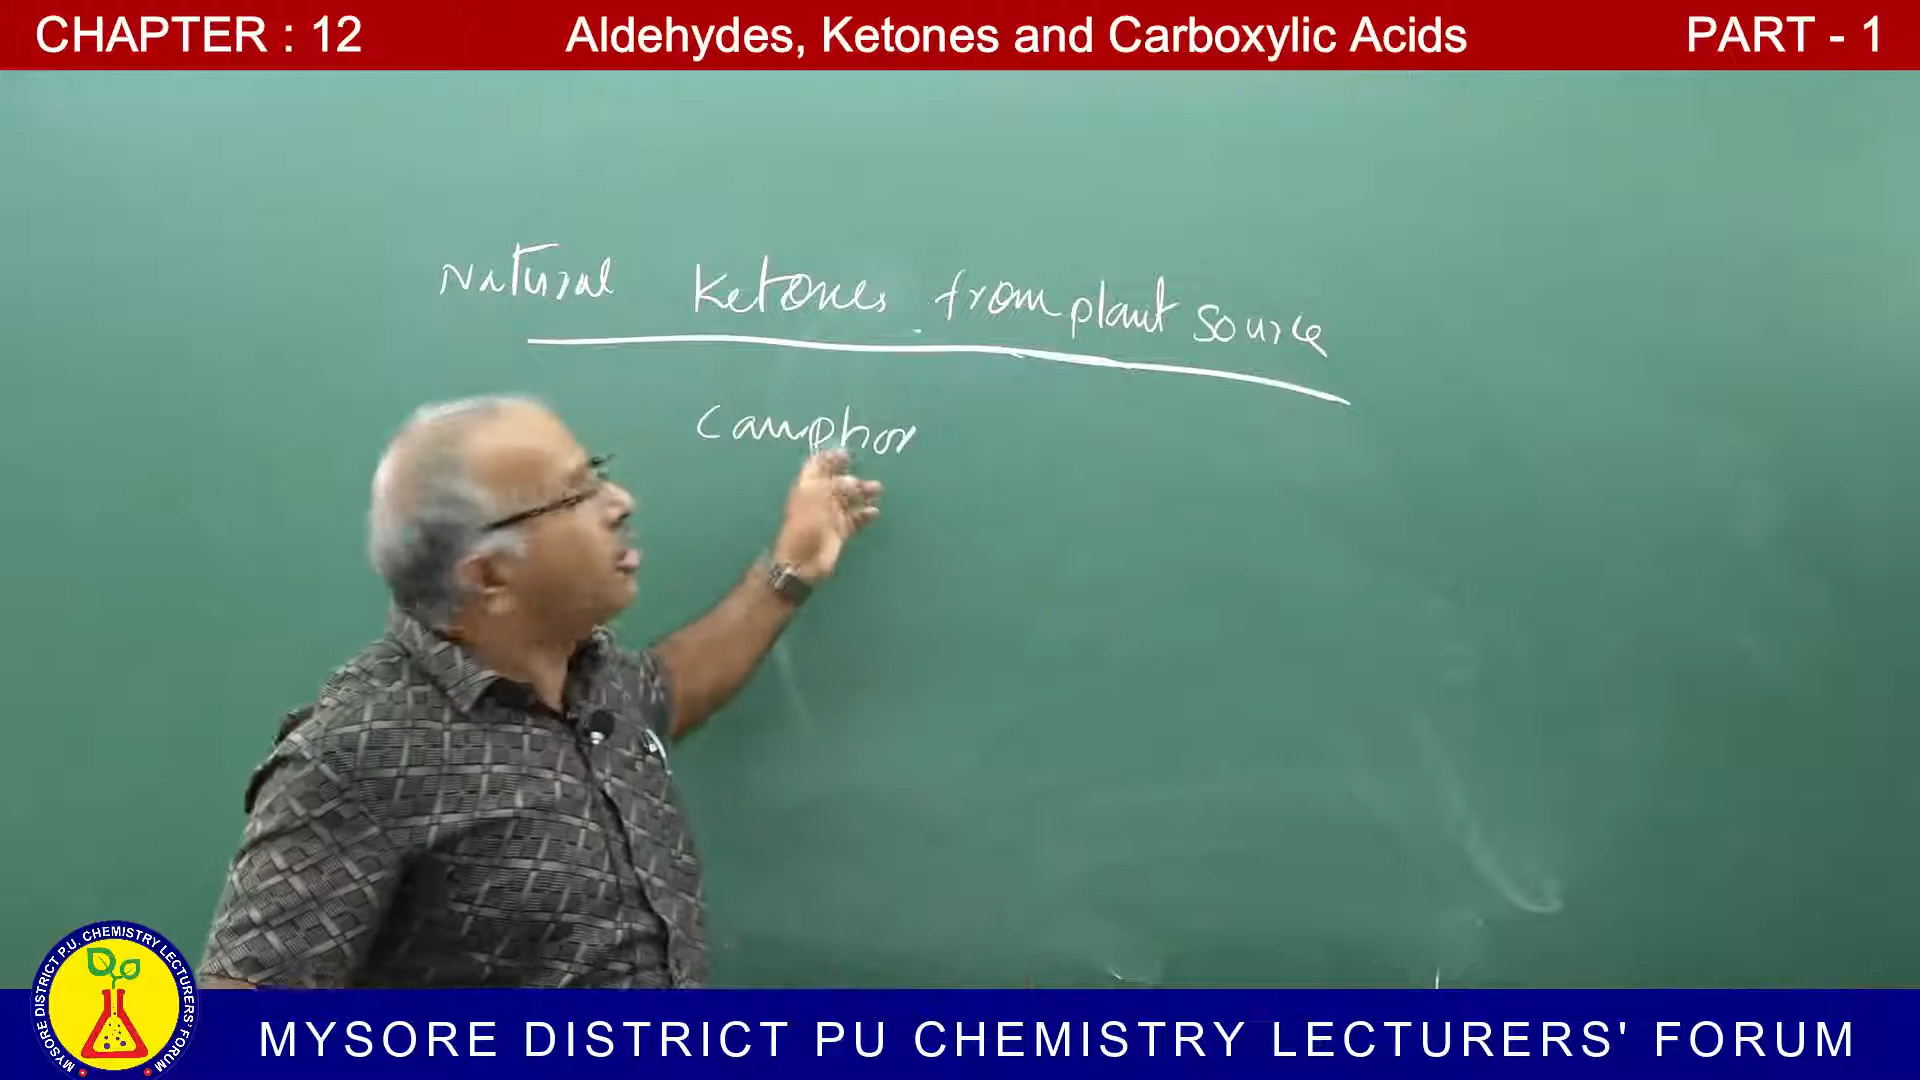 CHAPTER : 12 Aldehydes, Ketones and Carboxylic Acids PART - 1
Natural Ketones from plant source
Camphor
MYSORE DISTRICT P.U. CHEMISTRY LECTURERS' FORUM
MYSORE DISTRICT PU CHEMISTRY LECTURERS' FORUM